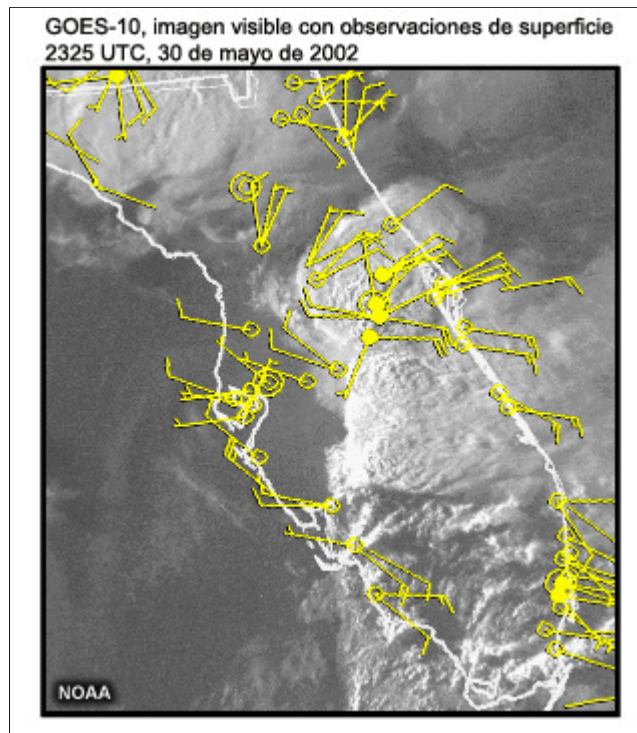 GOES-10, imagen visible con observaciones de superficie
2325 UTC, 30 de mayo de 2002
NOAA